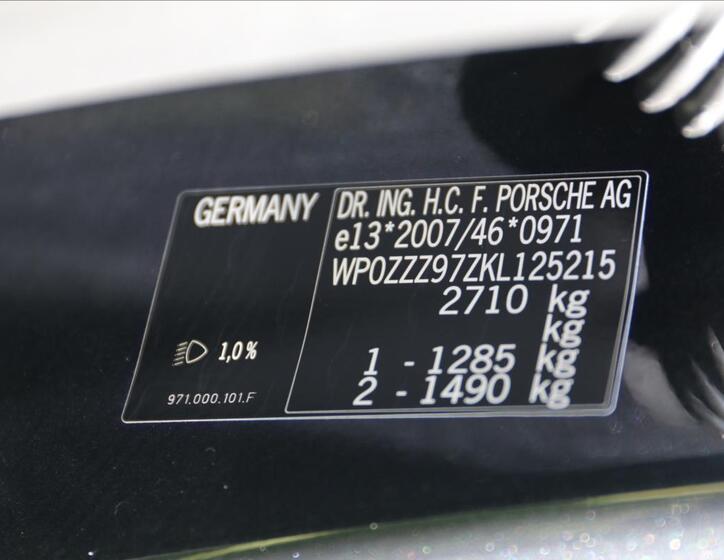 GERMANY
DR. ING. H.C. F. PORSCHE AG
e13*2007/46*0971
WP0ZZZ97ZKL125215
2710 kg
kg
1 - 1285 kg
2 - 1490 kg
1,0%
971.000.101.F